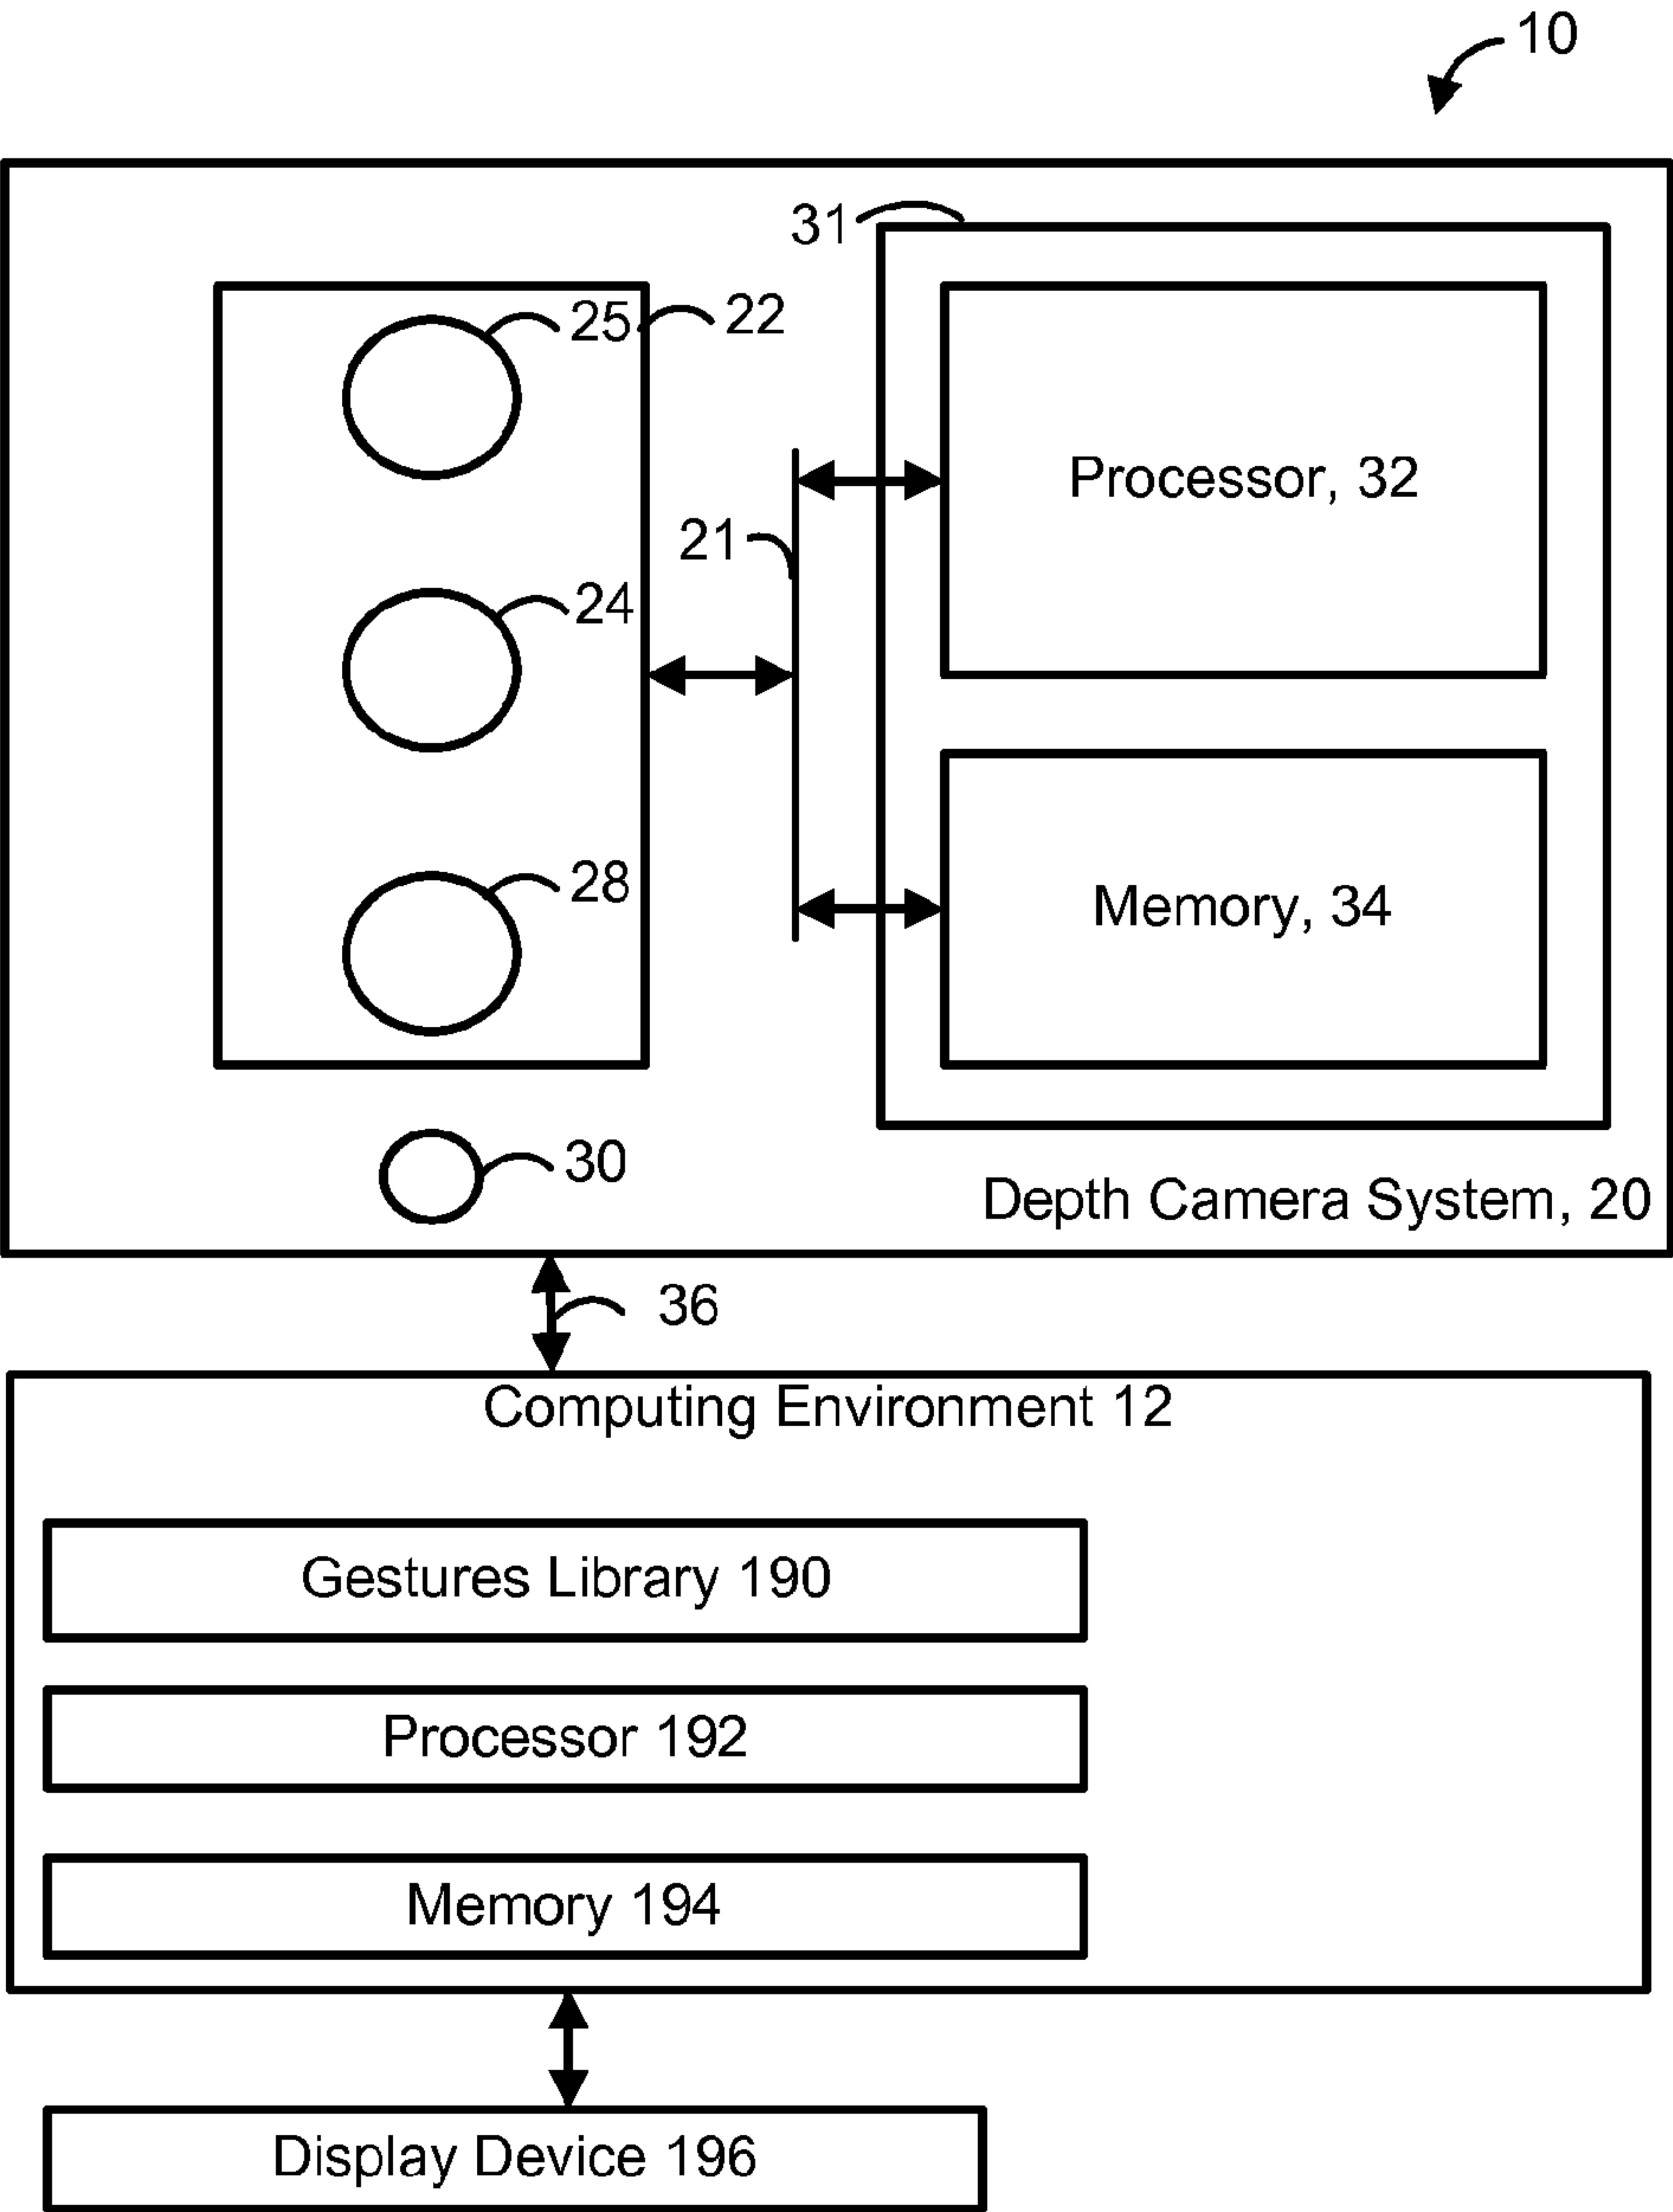 10
31
25
22
Processor, 32
21
24
28
Memory, 34
30
Depth Camera System, 20
36
Computing Environment 12
Gestures Library 190
Processor 192
Memory 194
Display Device 196